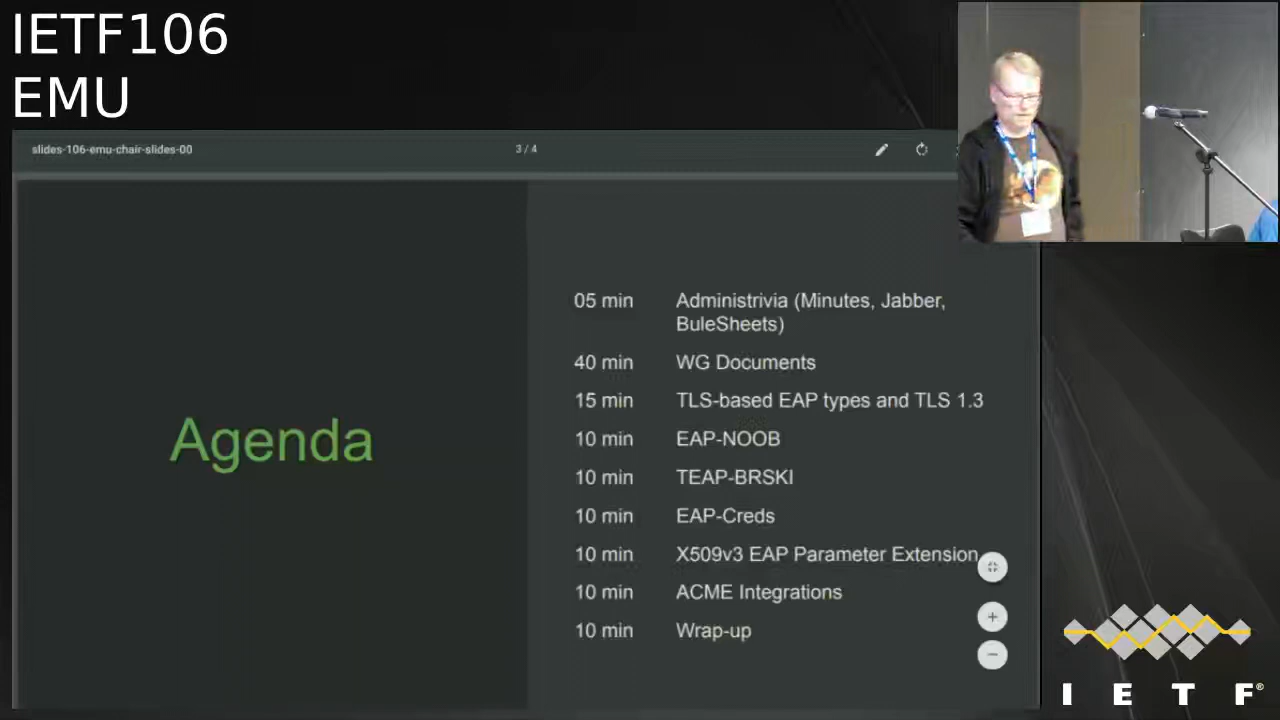 IETF106
EMU
slides-106-emu-chair-slides-00
3 / 4
Agenda
05 min Administrivia (Minutes, Jabber,
BuleSheets)
40 min WG Documents
15 min TLS-based EAP types and TLS 1.3
10 min EAP-NOOB
10 min TEAP-BRSKI
10 min EAP-Creds
10 min X509v3 EAP Parameter Extension
10 min ACME Integrations
10 min Wrap-up
I E T F®